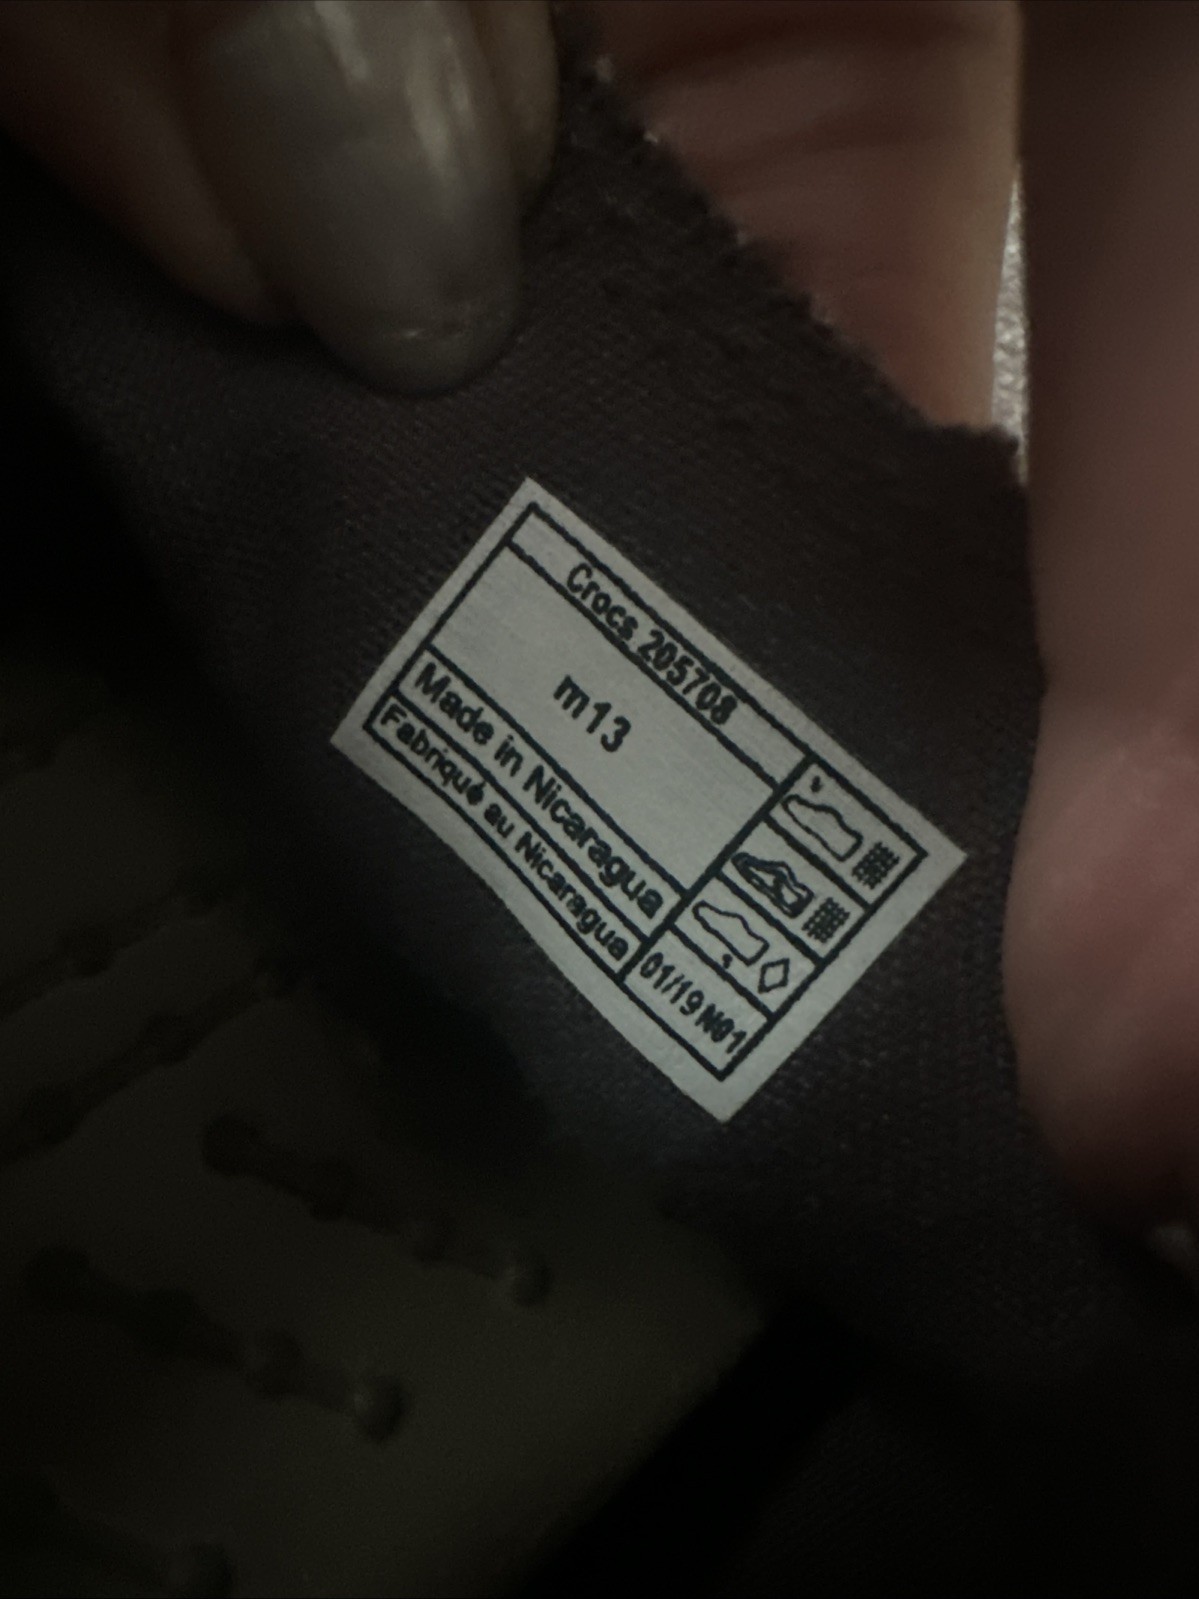 Crocs 205708
m13
Made in Nicaragua
Fabriqué au Nicaragua
01/19 N01